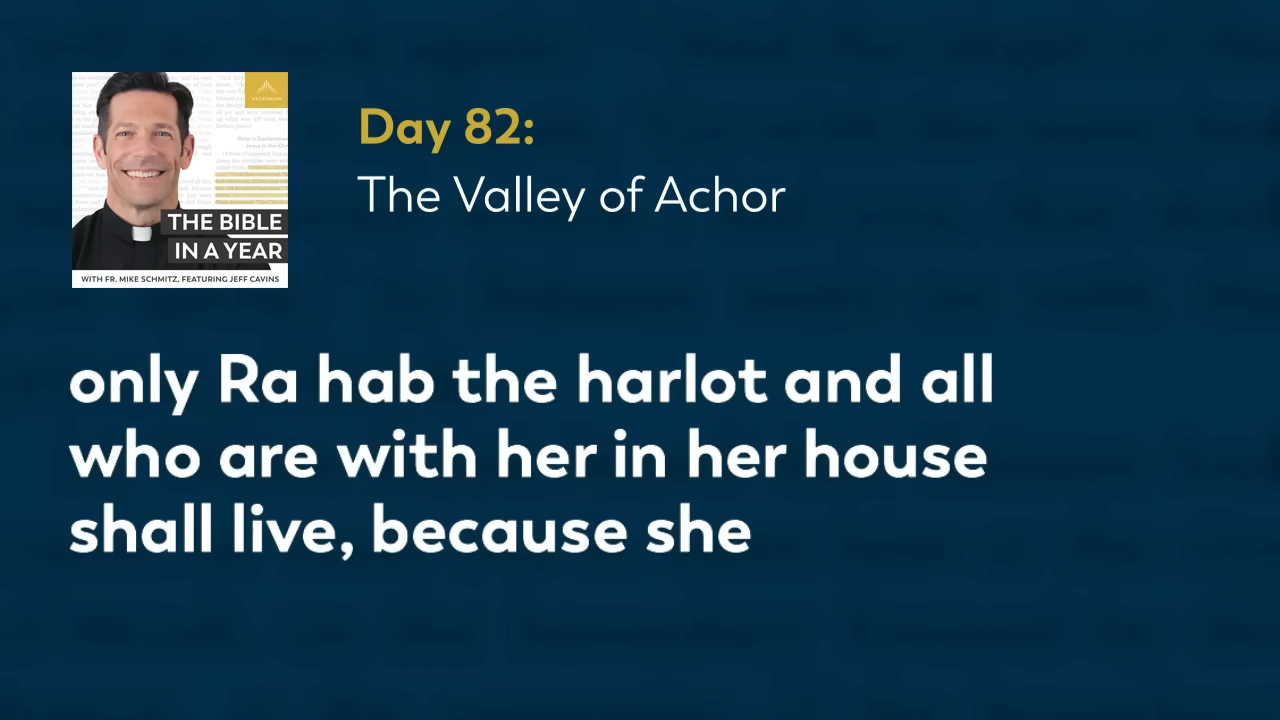 Day 82:
The Valley of Achor
ASCENSION
THE BIBLE
IN A YEAR
WITH FR. MIKE SCHMITZ, FEATURING JEFF CAVINS
only Ra hab the harlot and all
who are with her in her house
shall live, because she